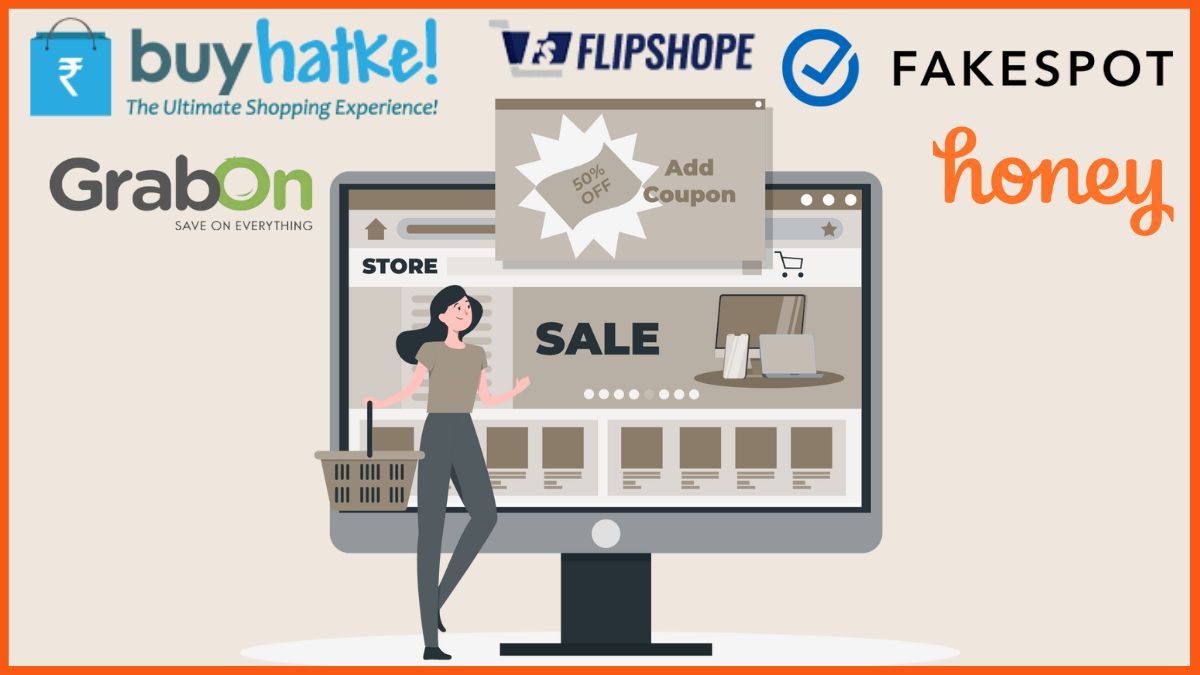 buyhatke!
The Ultimate Shopping Experience!
FLIPSHOPE
FAKESPOT
GrabOn
SAVE ON EVERYTHING
honey
50%
OFF
Add
Coupon
STORE
SALE